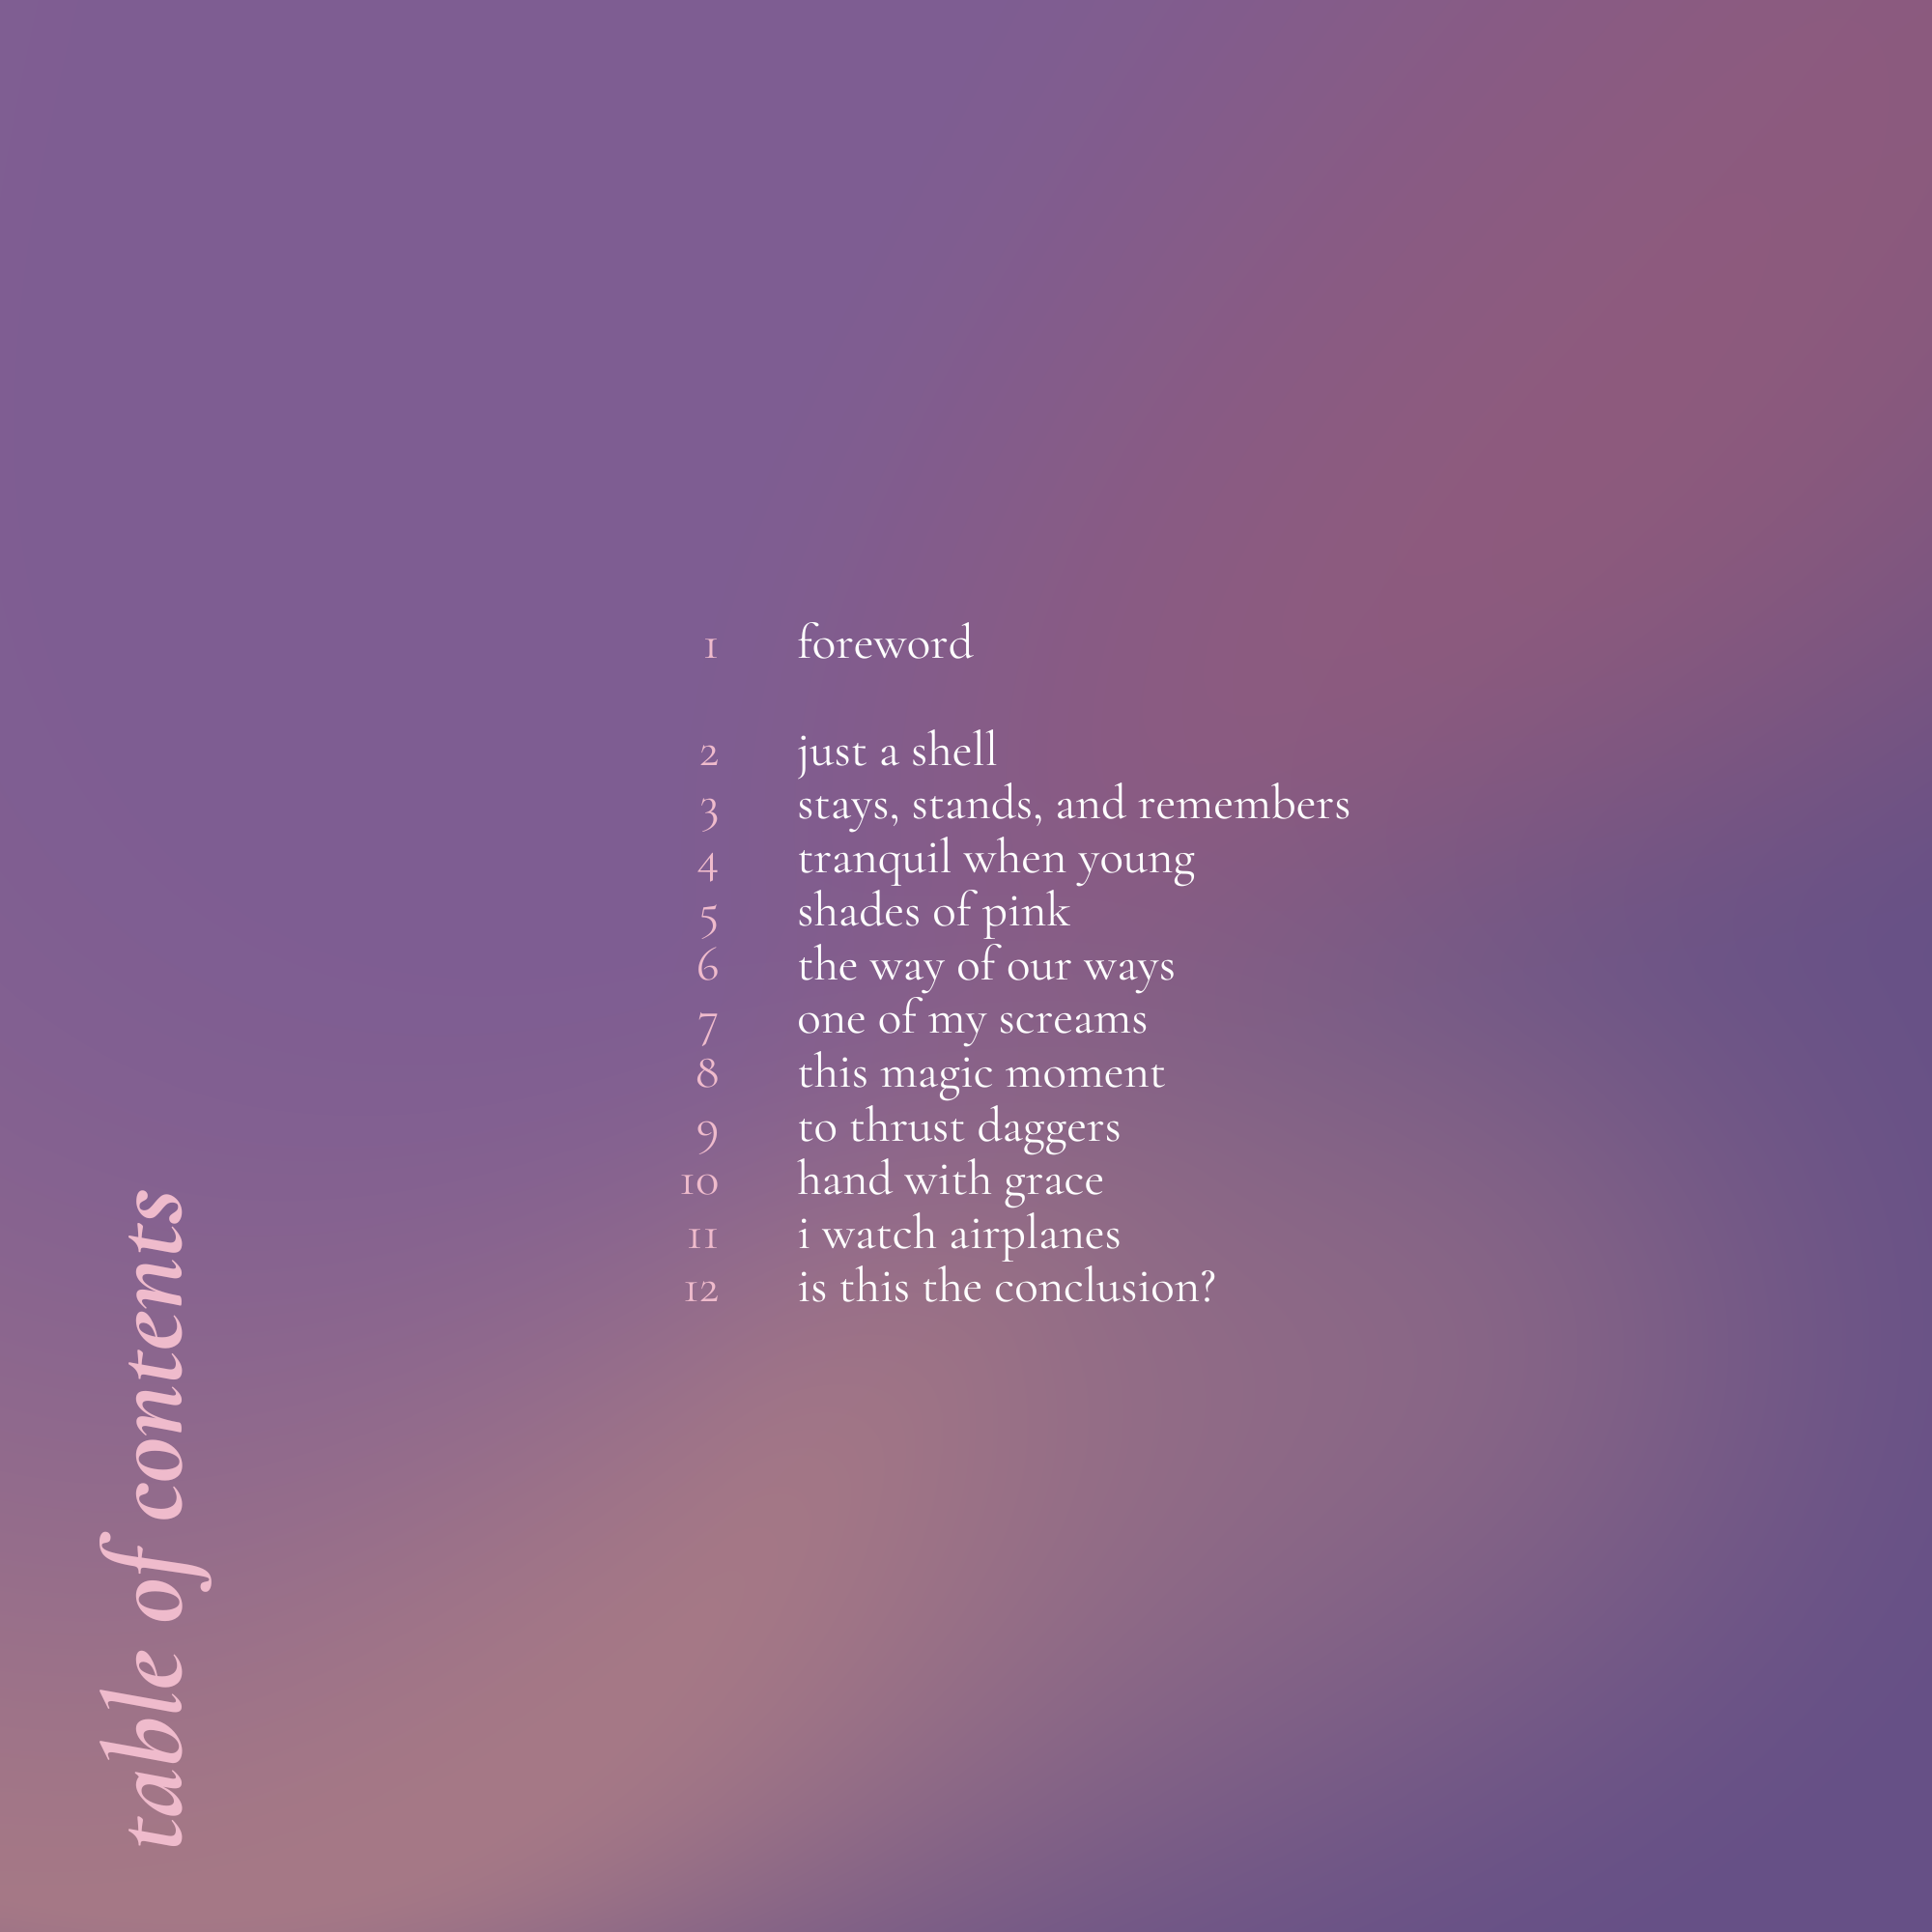 1 foreword
2 just a shell
3 stays, stands, and remembers
4 tranquil when young
5 shades of pink
6 the way of our ways
7 one of my screams
8 this magic moment
9 to thrust daggers
10 hand with grace
11 i watch airplanes
12 is this the conclusion?
table of contents